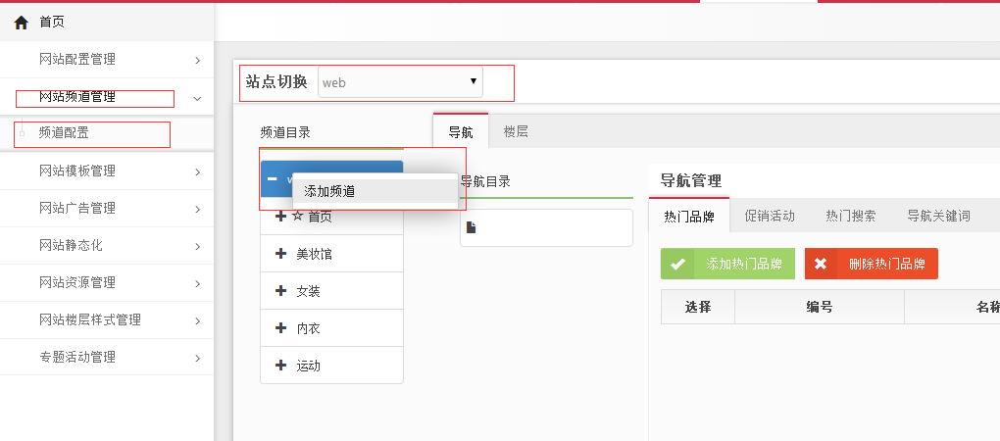 首页
网站配置管理
网站频道管理
频道配置
网站模板管理
网站广告管理
网站静态化
网站资源管理
网站楼层样式管理
专题活动管理
站点切换 web
频道目录
添加频道
首页
美妆馆
女装
内衣
运动
导航 楼层
导航目录
导航管理
热门品牌 促销活动 热门搜索 导航关键词
添加热门品牌 删除热门品牌
选择 编号